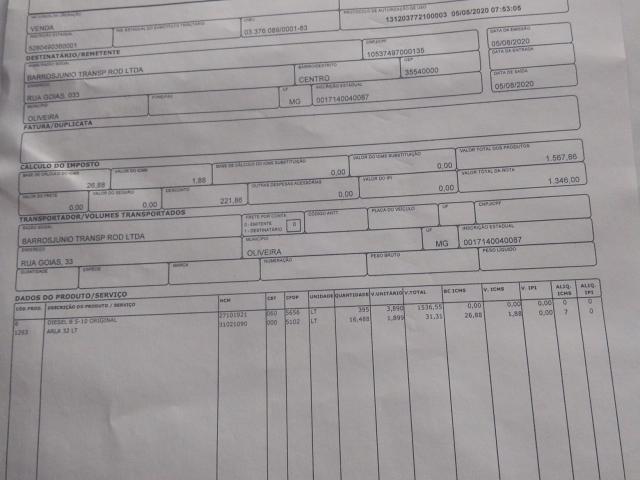 NATUREZA DA OPERAÇÃO
VENDA
PROTOCOLO DE AUTORIZAÇÃO DE USO
131203772100003 05/08/2020 07:53:05
INSCRIÇÃO ESTADUAL
5280490360001
INS. ESTADUAL DO SUBSTITUTO TRIBUTÁRIO
CNPJ
03.376.089/0001-83
DESTINATÁRIO/REMETENTE
NOME/RAZÃO SOCIAL
BARROSJUNIO TRANSP ROD LTDA
CNPJ/CPF
10537497000135
DATA DA EMISSÃO
05/08/2020
ENDEREÇO
RUA GOIAS, 033
BAIRRO/DISTRITO
CENTRO
CEP
35540000
DATA DA ENTRADA
MUNICÍPIO
OLIVEIRA
FONE/FAX
UF
MG
INSCRIÇÃO ESTADUAL
0017140040087
DATA DE SAÍDA
05/08/2020
FATURA/DUPLICATA
CALCULO DO IMPOSTO
BASE DE CÁLCULO DO ICMS
26,88
VALOR DO ICMS
1,88
BASE DE CÁLCULO DO ICMS SUBSTITUIÇÃO
0,00
VALOR DO ICMS SUBSTITUIÇÃO
0,00
VALOR TOTAL DOS PRODUTOS
1.567,86
VALOR DO FRETE
0,00
VALOR DO SEGURO
0,00
DESCONTO
221,86
OUTRAS DESPESAS ACESSÓRIAS
0,00
VALOR DO IPI
0,00
VALOR TOTAL DA NOTA
1.346,00
TRANSPORTADOR/VOLUMES TRANSPORTADOS
RAZÃO SOCIAL
BARROSJUNIO TRANSP ROD LTDA
FRETE POR CONTA
0 - EMITENTE
1 - DESTINATÁRIO
CÓDIGO ANTT
PLACA DO VEÍCULO
UF
CNPJ/CPF
ENDEREÇO
RUA GOIAS, 33
MUNICÍPIO
OLIVEIRA
UF
MG
INSCRIÇÃO ESTADUAL
0017140040087
QUANTIDADE
ESPÉCIE
MARCA
NUMERAÇÃO
PESO BRUTO
PESO LÍQUIDO
DADOS DO PRODUTO/SERVIÇO
CÓD. PROD. DESCRIÇÃO DO PRODUTO / SERVIÇO NCM CST CFOP UNIDADE QUANTIDADE V.UNITÁRIO V.TOTAL BC ICMS V. ICMS V. IPI ALIQ. ICMS ALIQ. IPI
6 DIESEL B S-10 ORIGINAL 27101921 060 5656 LT 395 3,890 1536,55 0,00 0,00 0,00 0 0
1263 ARLA 32 LT 31021090 000 5102 LT 16,488 1,899 31,31 26,88 1,88 0,00 7 0